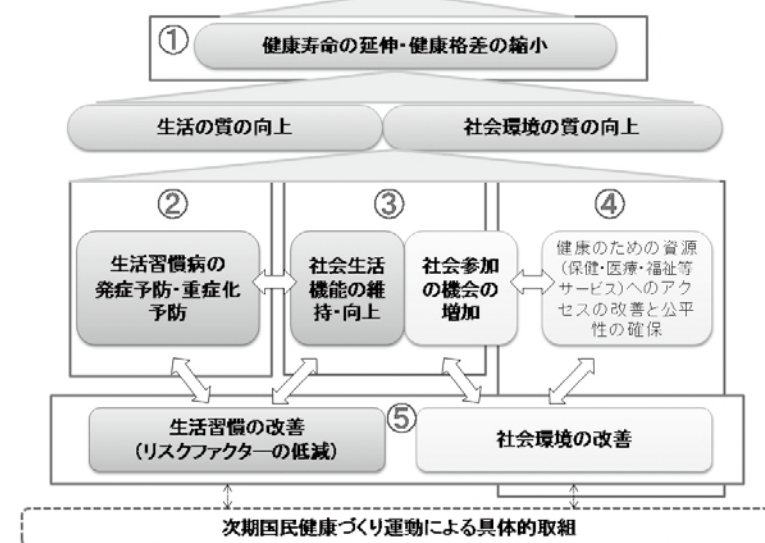 ①
健康寿命の延伸・健康格差の縮小
生活の質の向上
社会環境の質の向上
②
③
④
生活習慣病の
発症予防・重症化
予防
社会生活
機能の維
持・向上
社会参加
の機会の
増加
健康のための資源
(保健・医療・福祉等
サービス)へのアク
セスの改善と公平
性の確保
⑤
生活習慣の改善
(リスクファクターの低減)
社会環境の改善
次期国民健康づくり運動による具体的取組